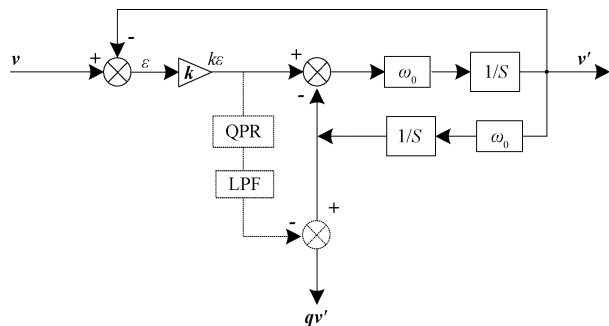 -
v + ε k kε + ω₀ 1/S v'
-
1/S ω₀
QPR
LPF
+
-
qv'